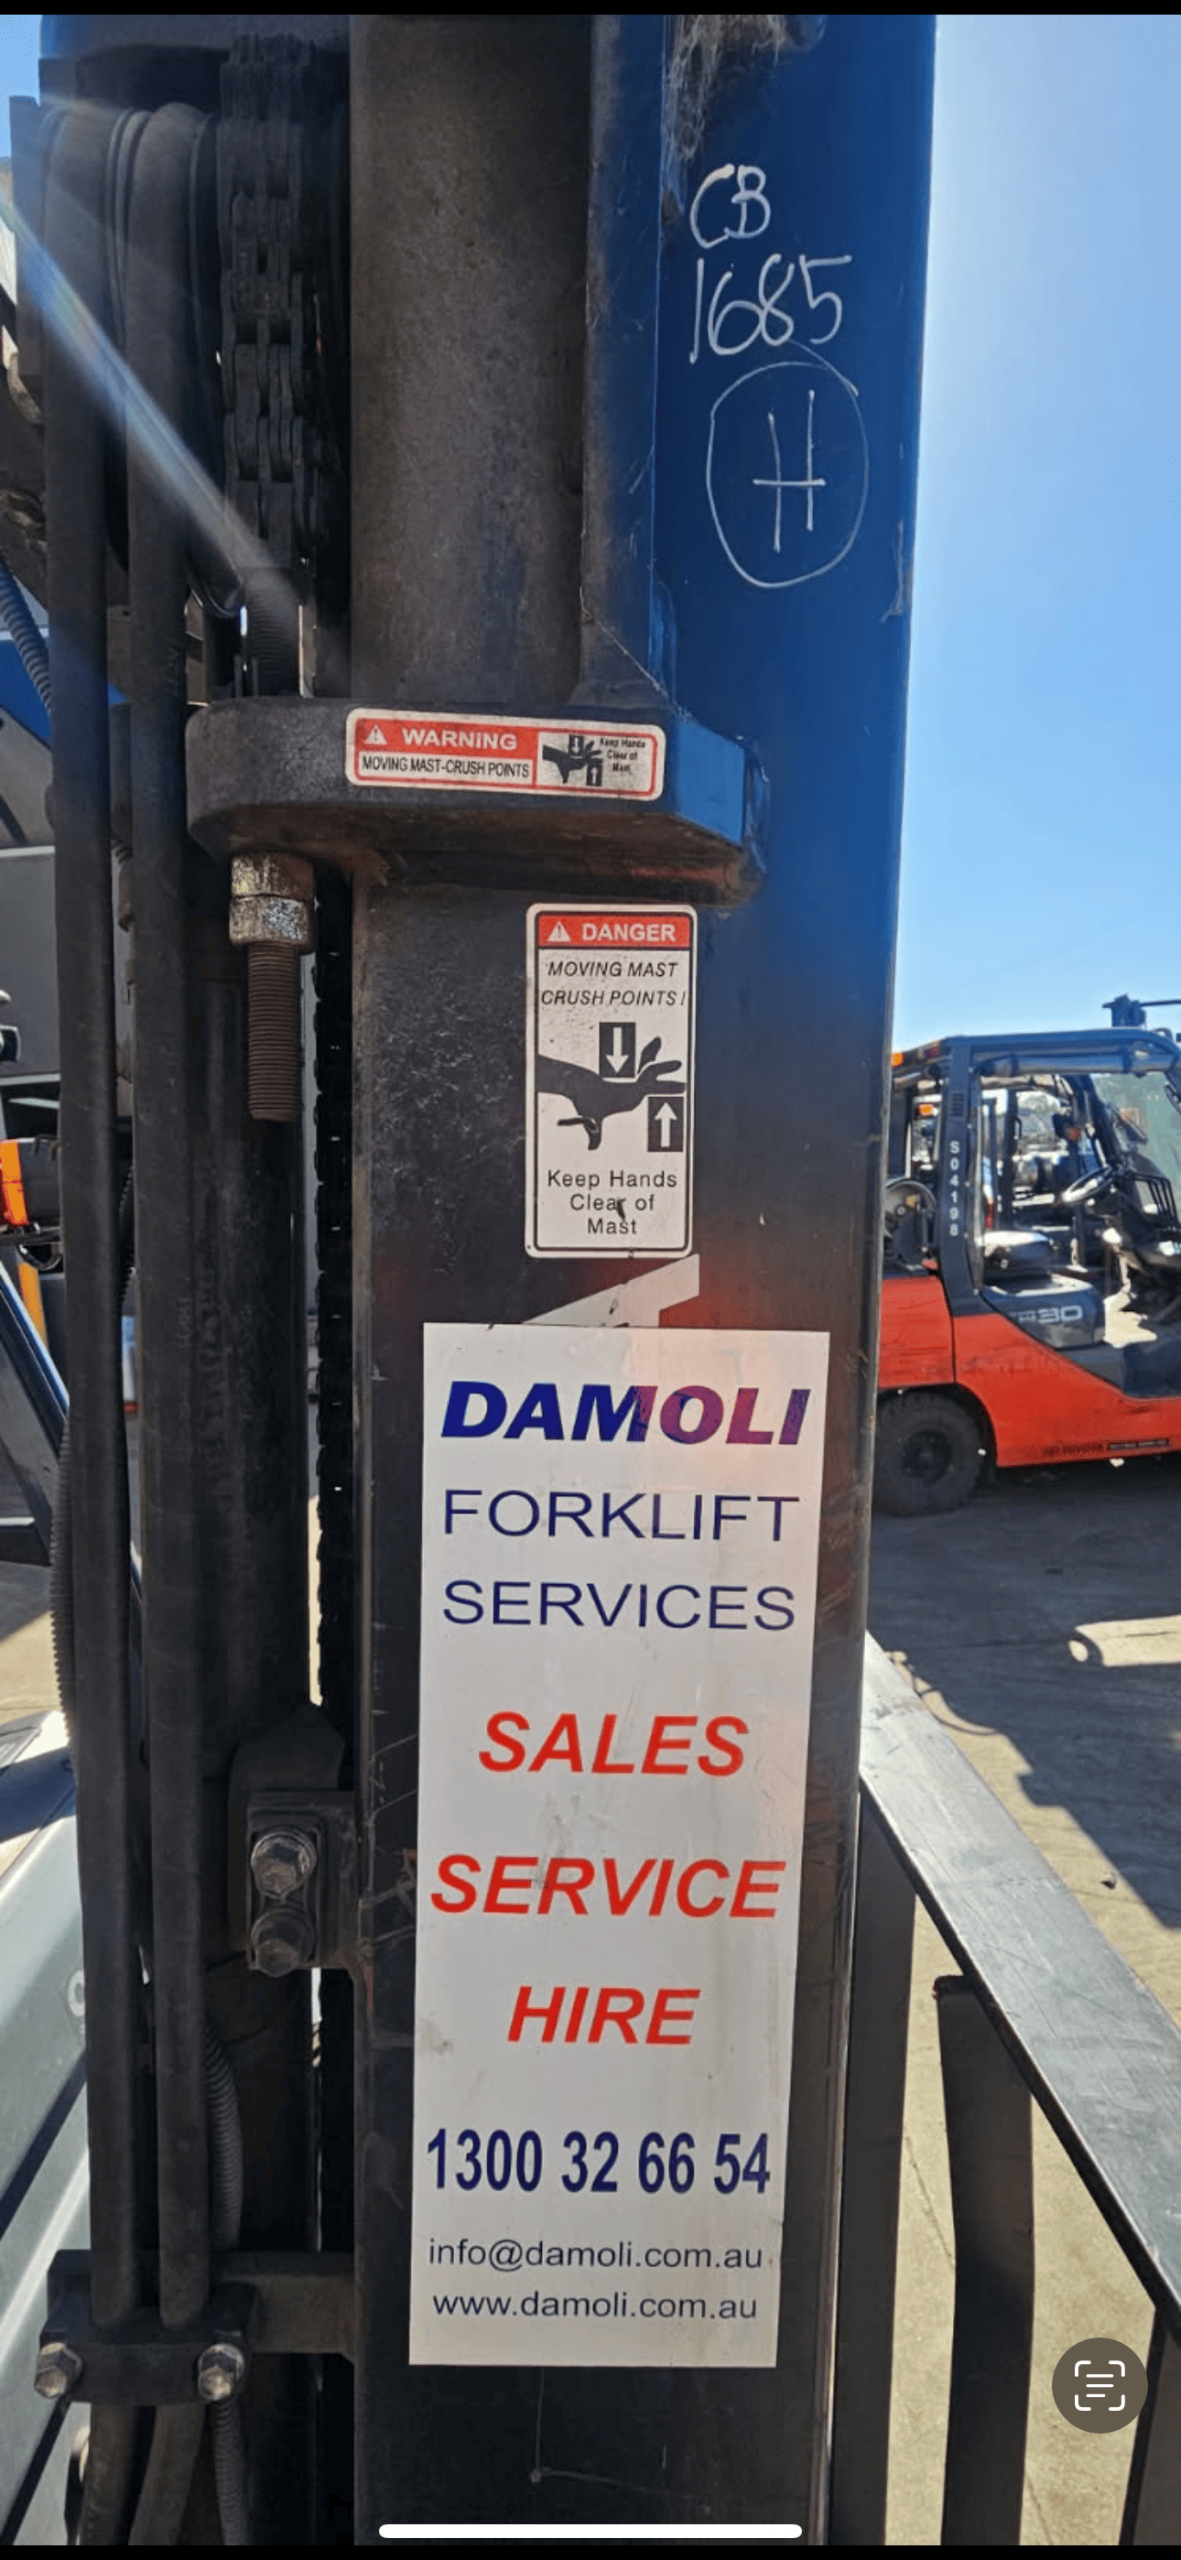 CB
1685
H
WARNING
MOVING MAST-CRUSH POINTS
Keep Hands
Clear of
Mast
DANGER
MOVING MAST
CRUSH POINTS!
Keep Hands
Clear of
Mast
S04198
30
DAMOLI
FORKLIFT
SERVICES
SALES
SERVICE
HIRE
1300 32 66 54
info@damoli.com.au
www.damoli.com.au